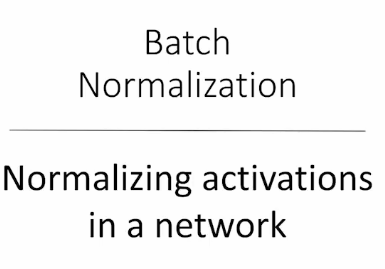 Batch
Normalization
Normalizing activations
in a network